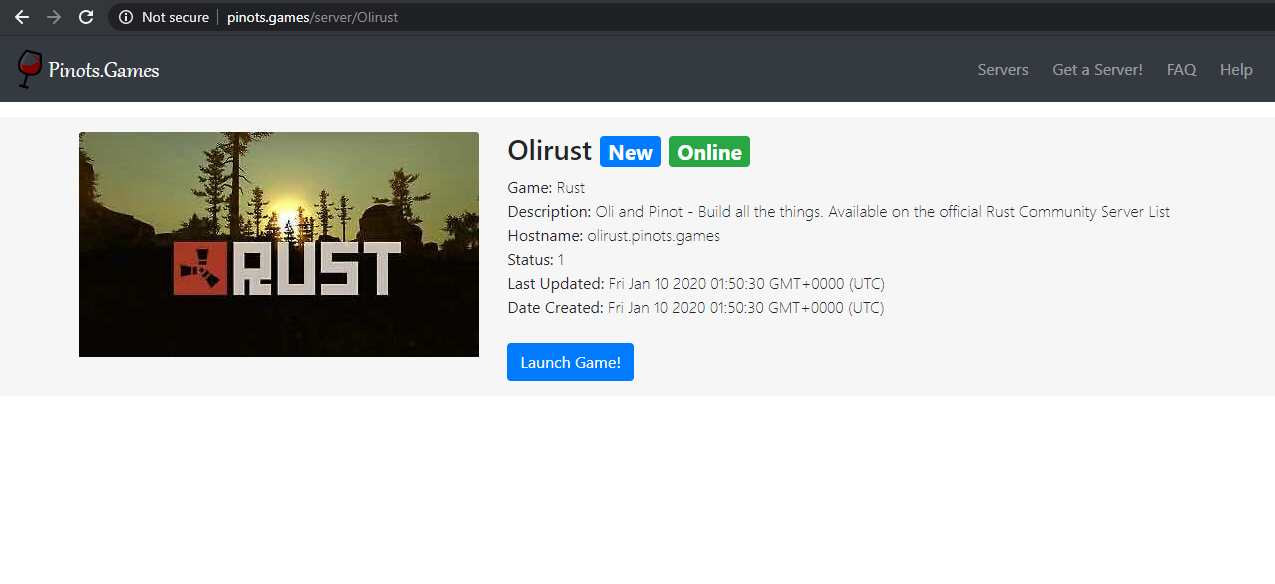 Not secure | pinots.games/server/Olirust
Pinots.Games
Servers Get a Server! FAQ Help
Olirust New Online
RUST
Game: Rust
Description: Oli and Pinot - Build all the things. Available on the official Rust Community Server List
Hostname: olirust.pinots.games
Status: 1
Last Updated: Fri Jan 10 2020 01:50:30 GMT+0000 (UTC)
Date Created: Fri Jan 10 2020 01:50:30 GMT+0000 (UTC)
Launch Game!